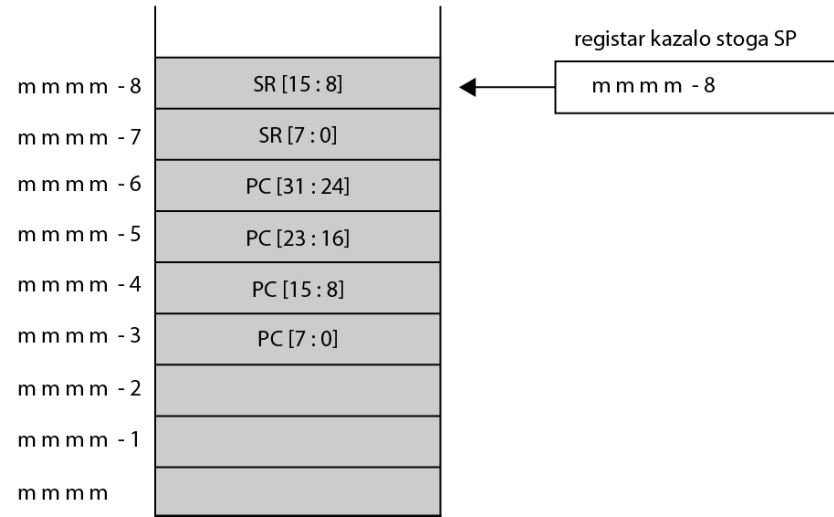 registar kazalo stoga SP
m m m m - 8 SR [15 : 8] m m m m - 8
m m m m - 7 SR [7 : 0]
m m m m - 6 PC [31 : 24]
m m m m - 5 PC [23 : 16]
m m m m - 4 PC [15 : 8]
m m m m - 3 PC [7 : 0]
m m m m - 2
m m m m - 1
m m m m